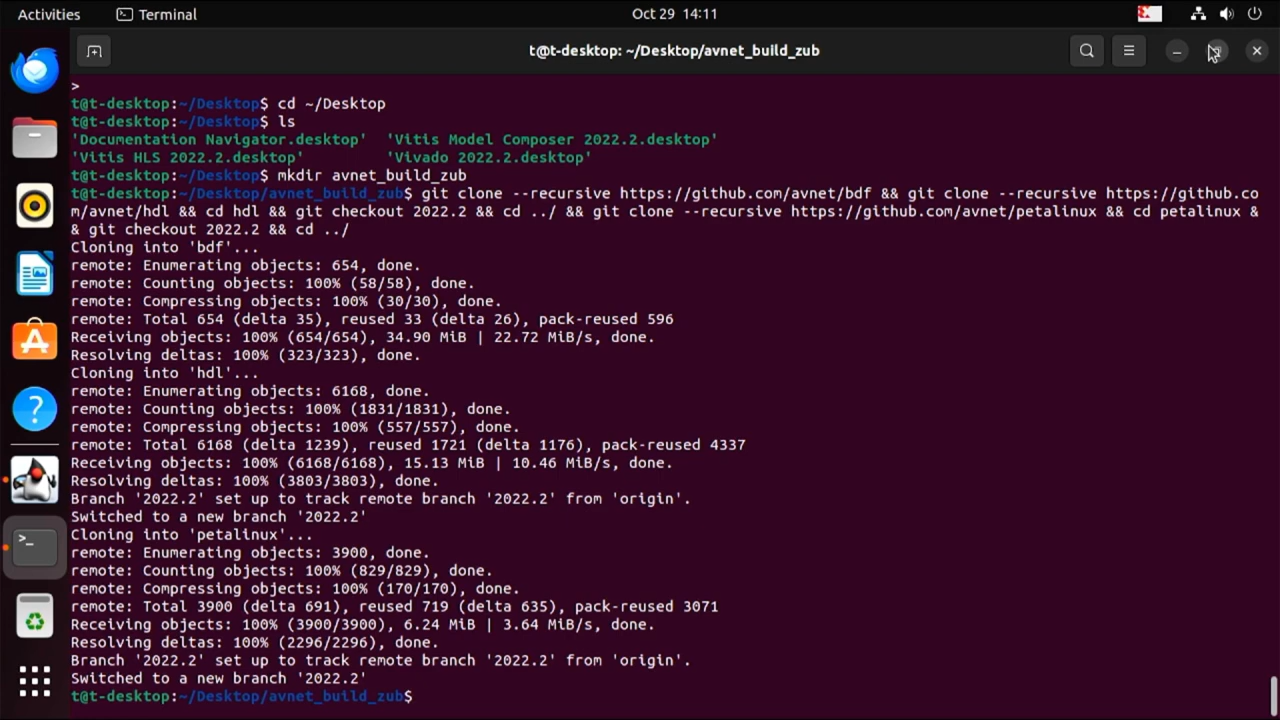 Activities Terminal Oct 29 14:11
t@t-desktop: ~/Desktop/avnet_build_zub
>
t@t-desktop:~/Desktop$ cd ~/Desktop
t@t-desktop:~/Desktop$ ls
'Documentation Navigator.desktop'  'Vitis Model Composer 2022.2.desktop'
'Vitis HLS 2022.2.desktop'         'Vivado 2022.2.desktop'
t@t-desktop:~/Desktop$ mkdir avnet_build_zub
t@t-desktop:~/Desktop/avnet_build_zub$ git clone --recursive https://github.com/avnet/bdf && git clone --recursive https://github.co
m/avnet/hdl && cd hdl && git checkout 2022.2 && cd ../ && git clone --recursive https://github.com/avnet/petalinux && cd petalinux &
& git checkout 2022.2 && cd ../
Cloning into 'bdf'...
remote: Enumerating objects: 654, done.
remote: Counting objects: 100% (58/58), done.
remote: Compressing objects: 100% (30/30), done.
remote: Total 654 (delta 35), reused 33 (delta 26), pack-reused 596
Receiving objects: 100% (654/654), 34.90 MiB | 22.72 MiB/s, done.
Resolving deltas: 100% (323/323), done.
Cloning into 'hdl'...
remote: Enumerating objects: 6168, done.
remote: Counting objects: 100% (1831/1831), done.
remote: Compressing objects: 100% (557/557), done.
remote: Total 6168 (delta 1239), reused 1721 (delta 1176), pack-reused 4337
Receiving objects: 100% (6168/6168), 15.13 MiB | 10.46 MiB/s, done.
Resolving deltas: 100% (3803/3803), done.
Branch '2022.2' set up to track remote branch '2022.2' from 'origin'.
Switched to a new branch '2022.2'
Cloning into 'petalinux'...
remote: Enumerating objects: 3900, done.
remote: Counting objects: 100% (829/829), done.
remote: Compressing objects: 100% (170/170), done.
remote: Total 3900 (delta 691), reused 719 (delta 635), pack-reused 3071
Receiving objects: 100% (3900/3900), 6.24 MiB | 3.64 MiB/s, done.
Resolving deltas: 100% (2296/2296), done.
Branch '2022.2' set up to track remote branch '2022.2' from 'origin'.
Switched to a new branch '2022.2'
t@t-desktop:~/Desktop/avnet_build_zub$